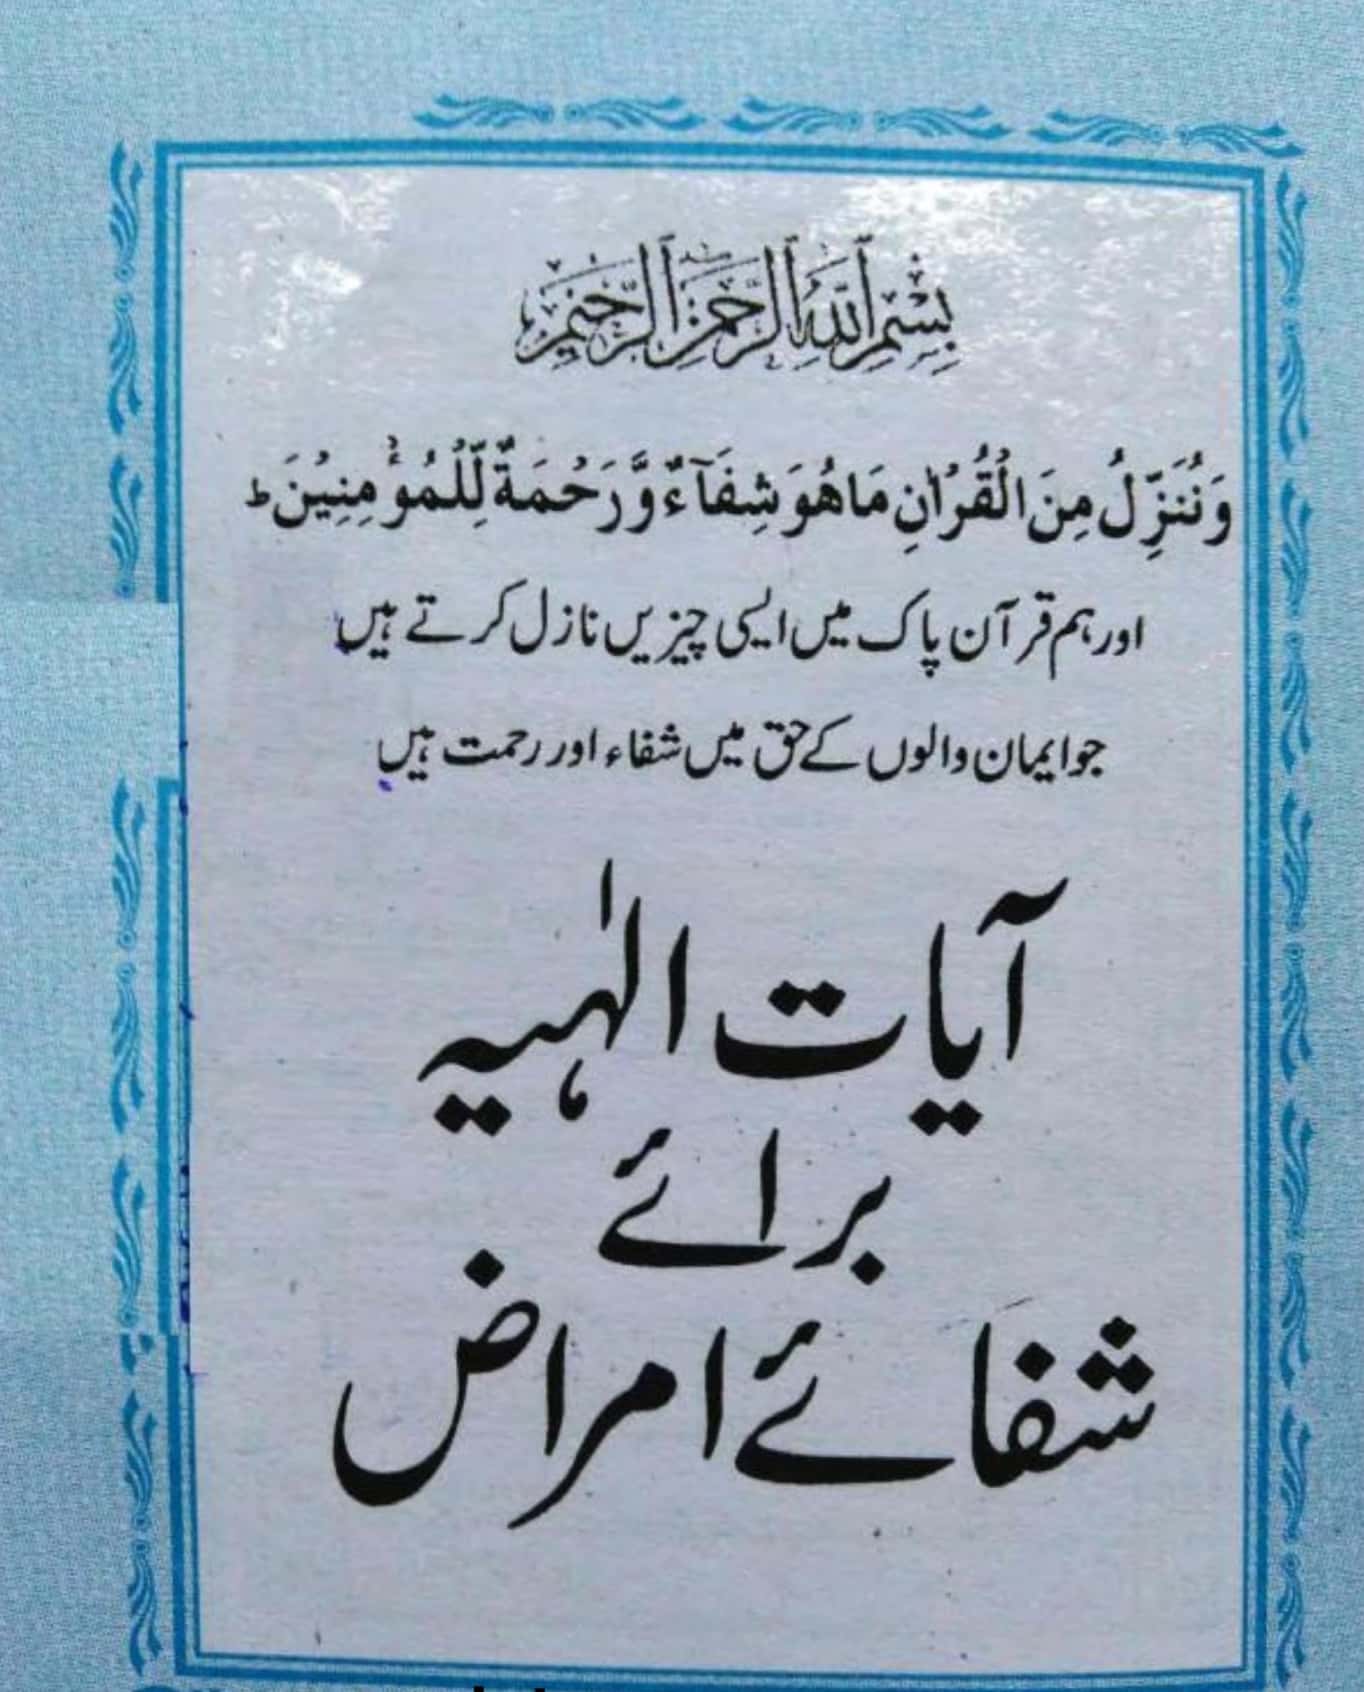 بِسْمِ اللّٰہِ الرَّحْمٰنِ الرَّحِیْمِ
وَنُنَزِّلُ مِنَ الْقُرْاٰنِ مَا هُوَ شِفَآءٌ وَّرَحْمَةٌ لِّلْمُؤْمِنِیْنَ ط
اور ہم قرآن پاک میں ایسی چیزیں نازل کرتے ہیں
جو ایمان والوں کے حق میں شفاء اور رحمت ہیں
آیات الٰہیہ
برائے
شفائے امراض